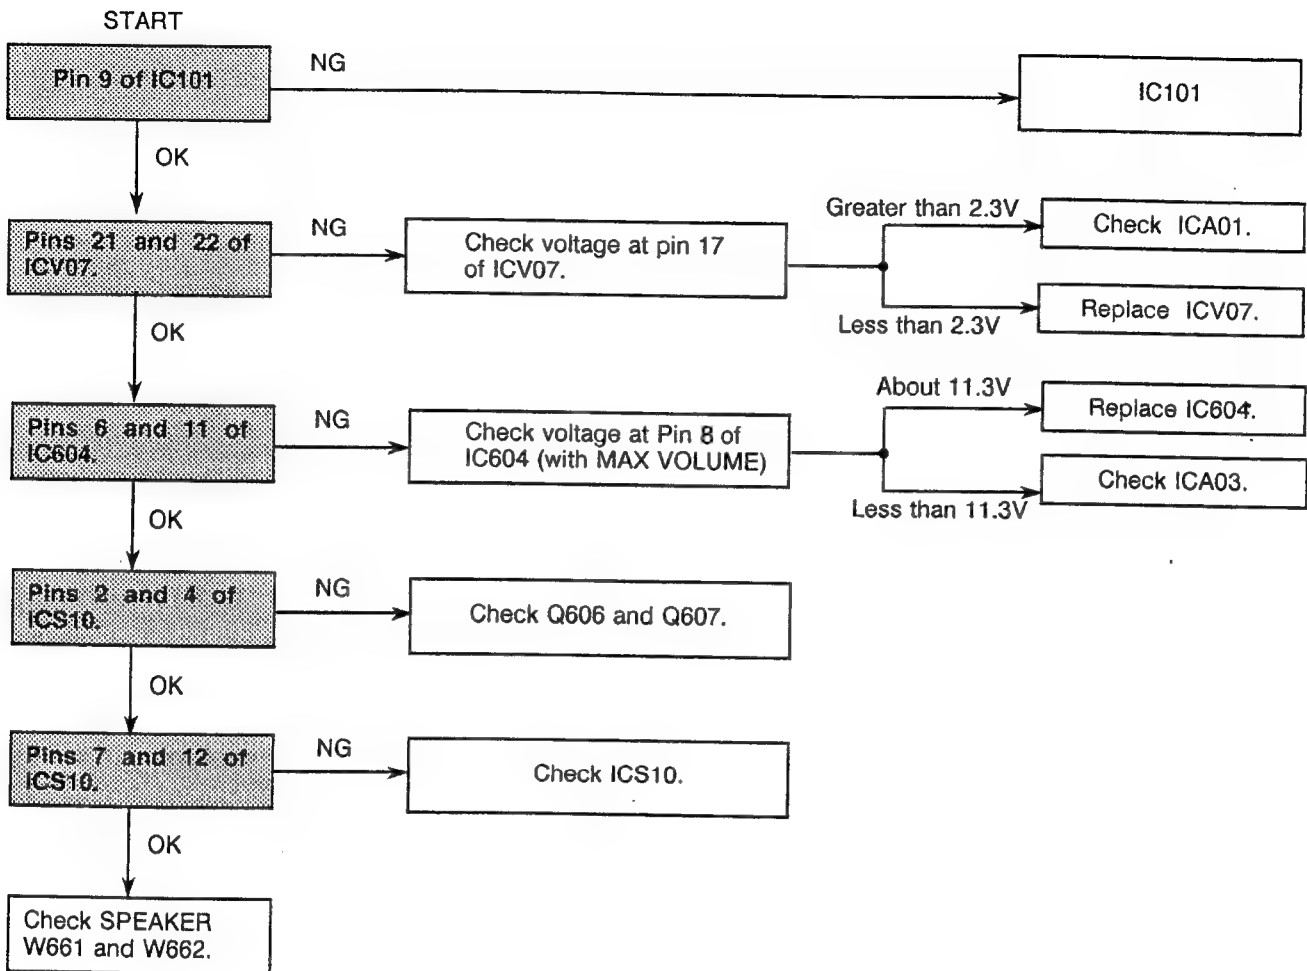 START
Pin 9 of IC101
NG
IC101
OK
Pins 21 and 22 of
ICV07.
NG
Check voltage at pin 17
of ICV07.
Greater than 2.3V
Check ICA01.
Less than 2.3V
Replace ICV07.
OK
Pins 6 and 11 of
IC604.
NG
Check voltage at Pin 8 of
IC604 (with MAX VOLUME)
About 11.3V
Replace IC604.
Less than 11.3V
Check ICA03.
OK
Pins 2 and 4 of
ICS10.
NG
Check Q606 and Q607.
OK
Pins 7 and 12 of
ICS10.
NG
Check ICS10.
OK
Check SPEAKER
W661 and W662.